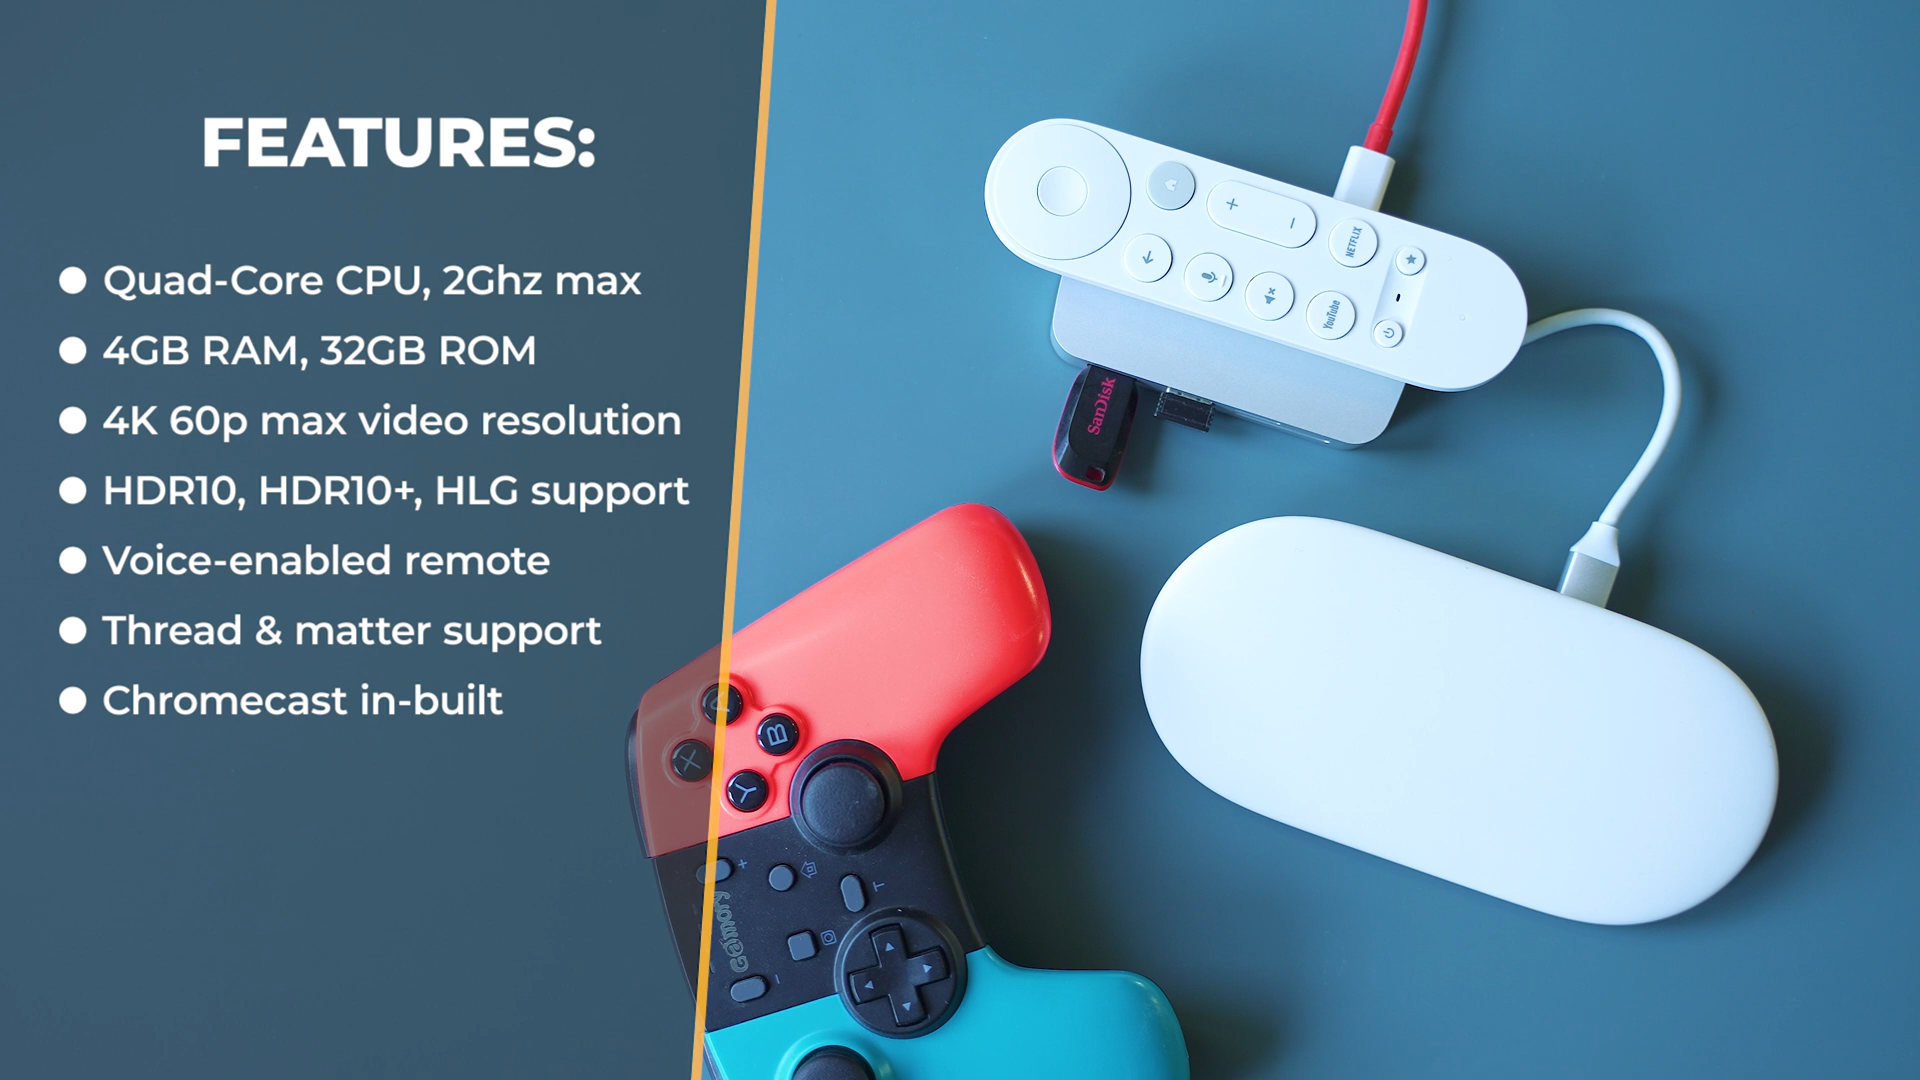 FEATURES:
Quad-Core CPU, 2Ghz max
4GB RAM, 32GB ROM
4K 60p max video resolution
HDR10, HDR10+, HLG support
Voice-enabled remote
Thread & matter support
Chromecast in-built
+
−
NETFLIX
YouTube
SanDisk
A
B
X
Y
+
T
Gamory
−